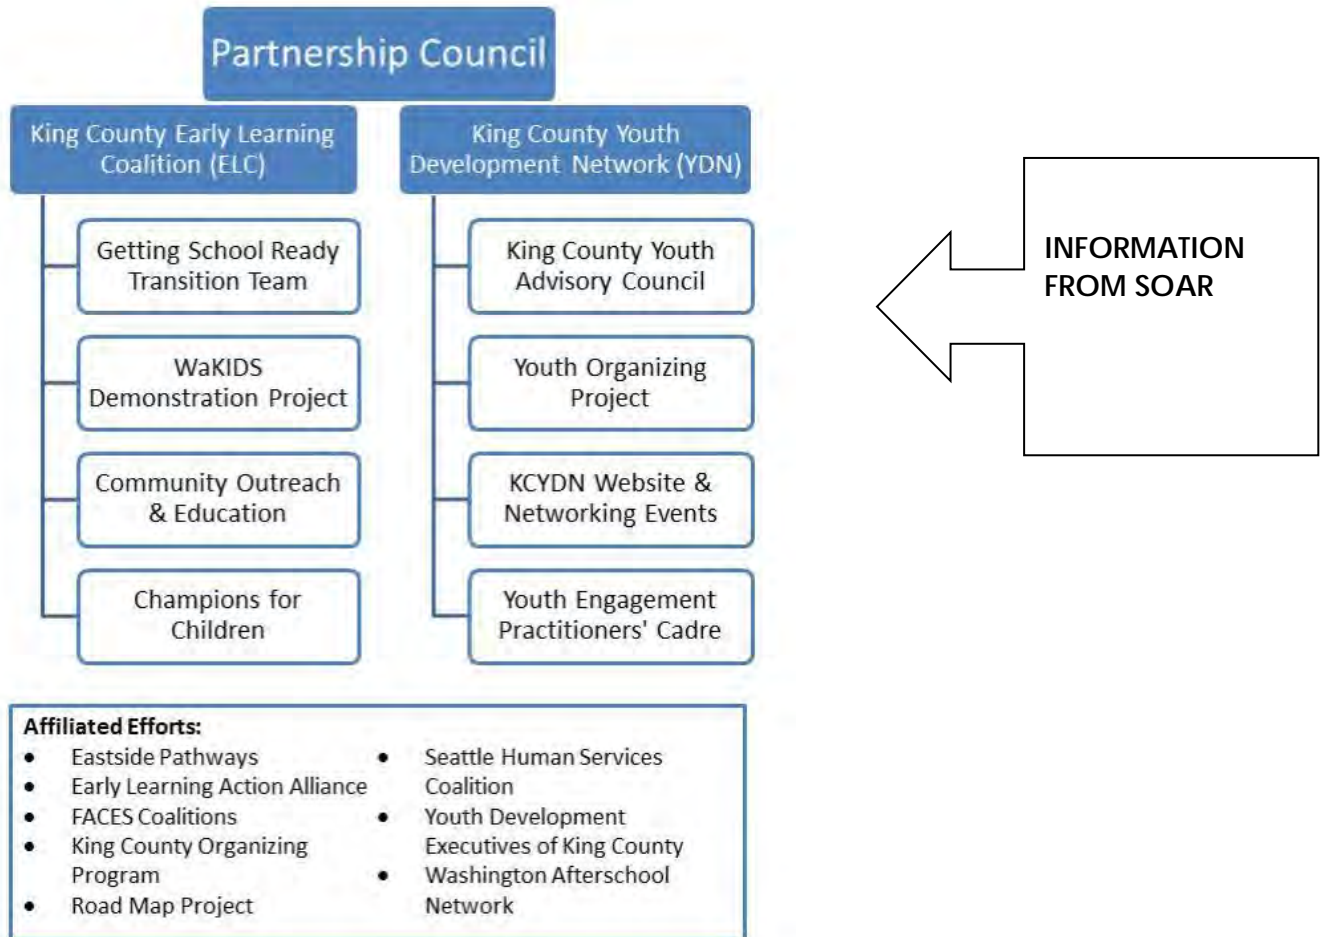 Partnership Council
King County Early Learning
Coalition (ELC)
Getting School Ready
Transition Team
WaKIDS
Demonstration Project
Community Outreach
& Education
Champions for
Children
King County Youth
Development Network (YDN)
King County Youth
Advisory Council
Youth Organizing
Project
KCYDN Website &
Networking Events
Youth Engagement
Practitioners' Cadre
INFORMATION
FROM SOAR
Affiliated Efforts:
• Eastside Pathways
• Early Learning Action Alliance
• FACES Coalitions
• King County Organizing
Program
• Road Map Project
• Seattle Human Services
Coalition
• Youth Development
Executives of King County
• Washington Afterschool
Network